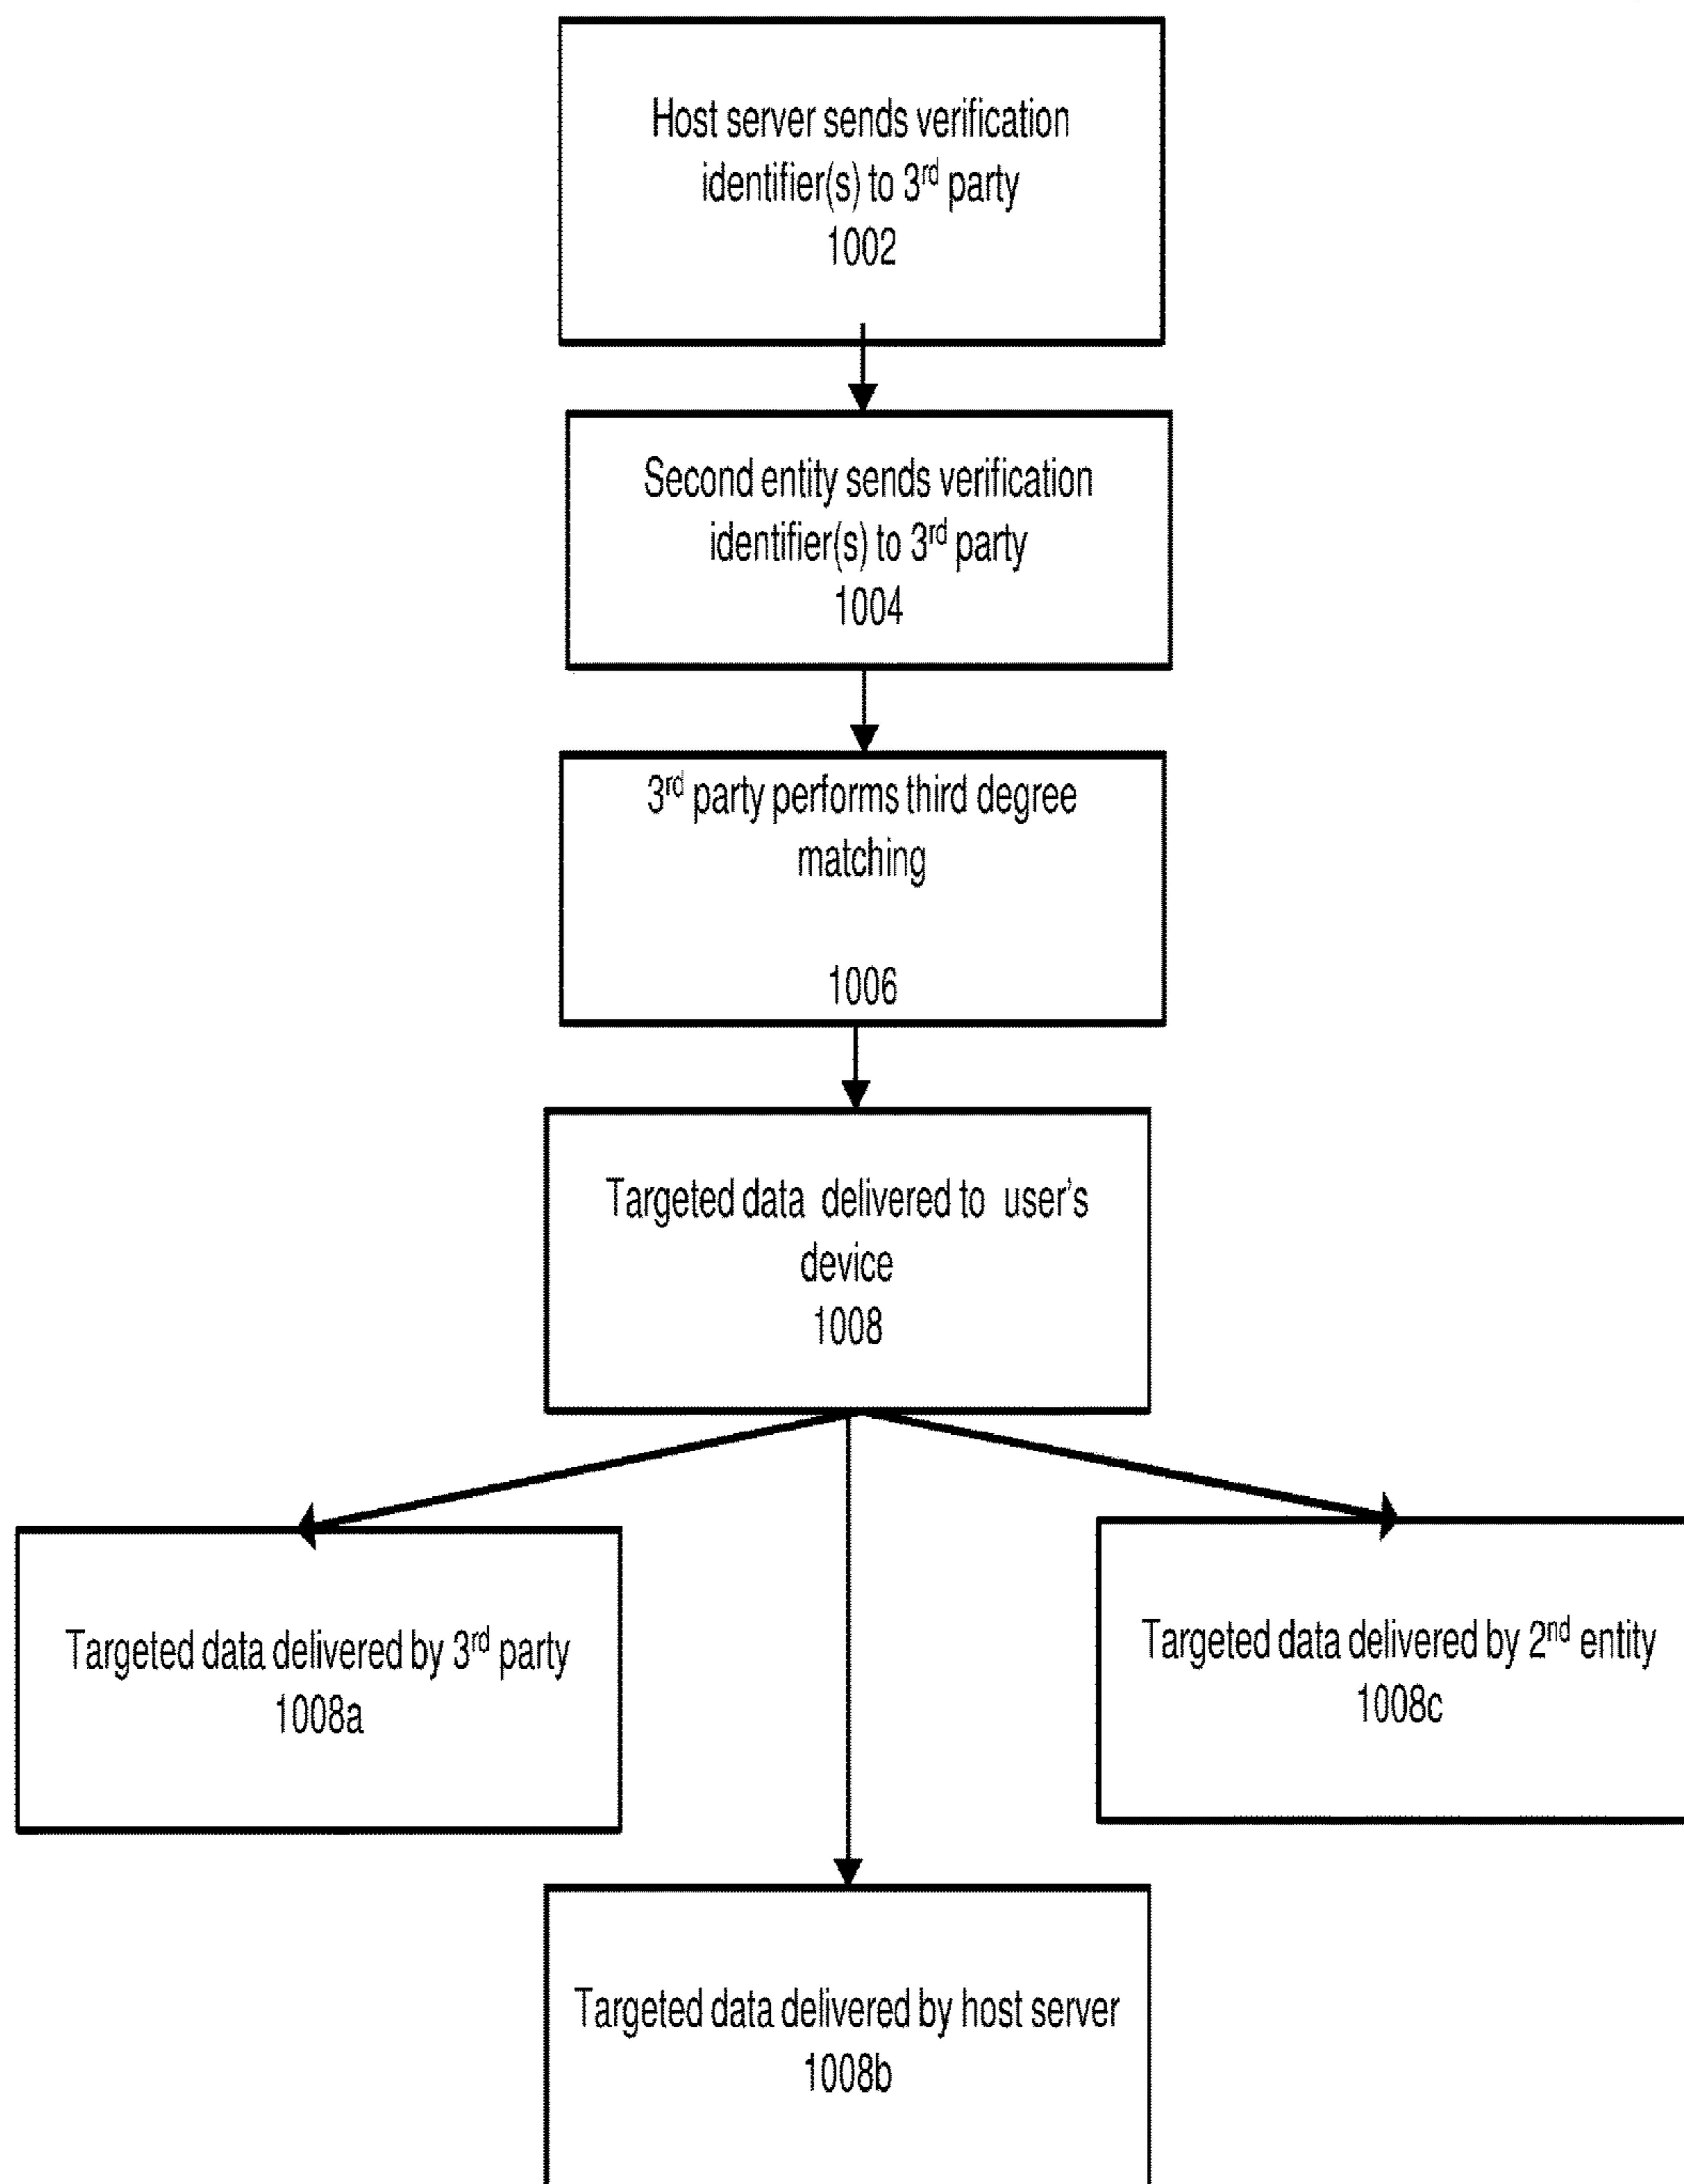 Host server sends verification
identifier(s) to 3rd party
1002
Second entity sends verification
identifier(s) to 3rd party
1004
3rd party performs third degree
matching
1006
Targeted data delivered to user's
device
1008
Targeted data delivered by 3rd party
1008a
Targeted data delivered by 2nd entity
1008c
Targeted data delivered by host server
1008b